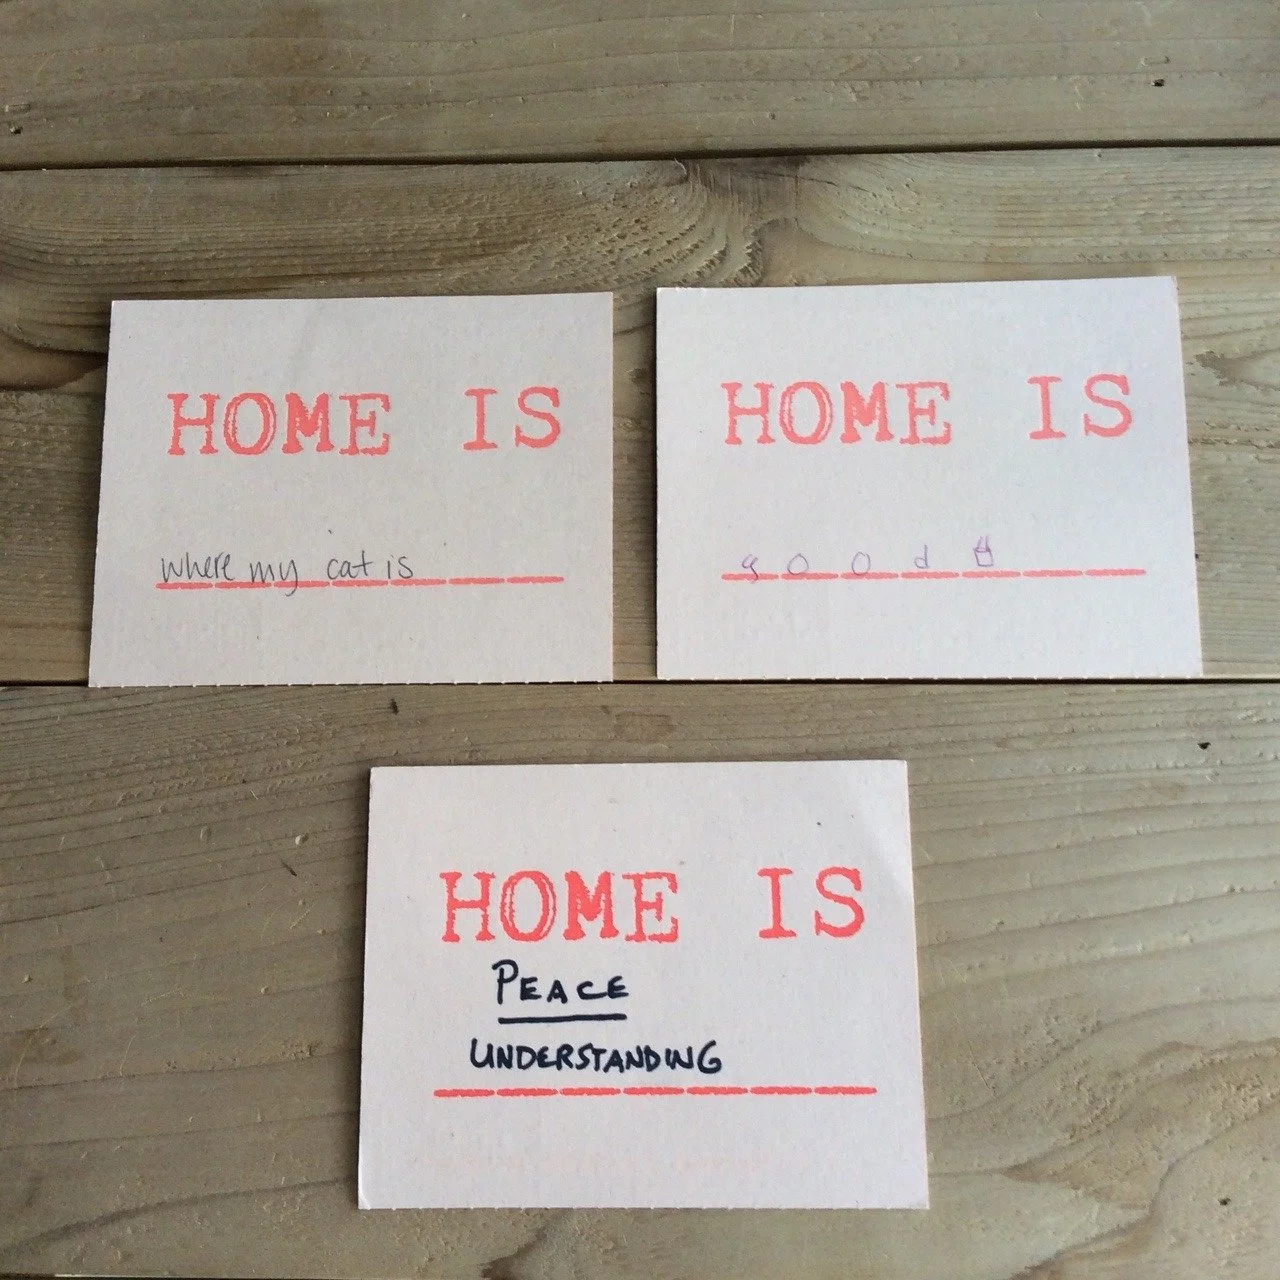 HOME IS
where my cat is
HOME IS
good
HOME IS
PEACE
UNDERSTANDING